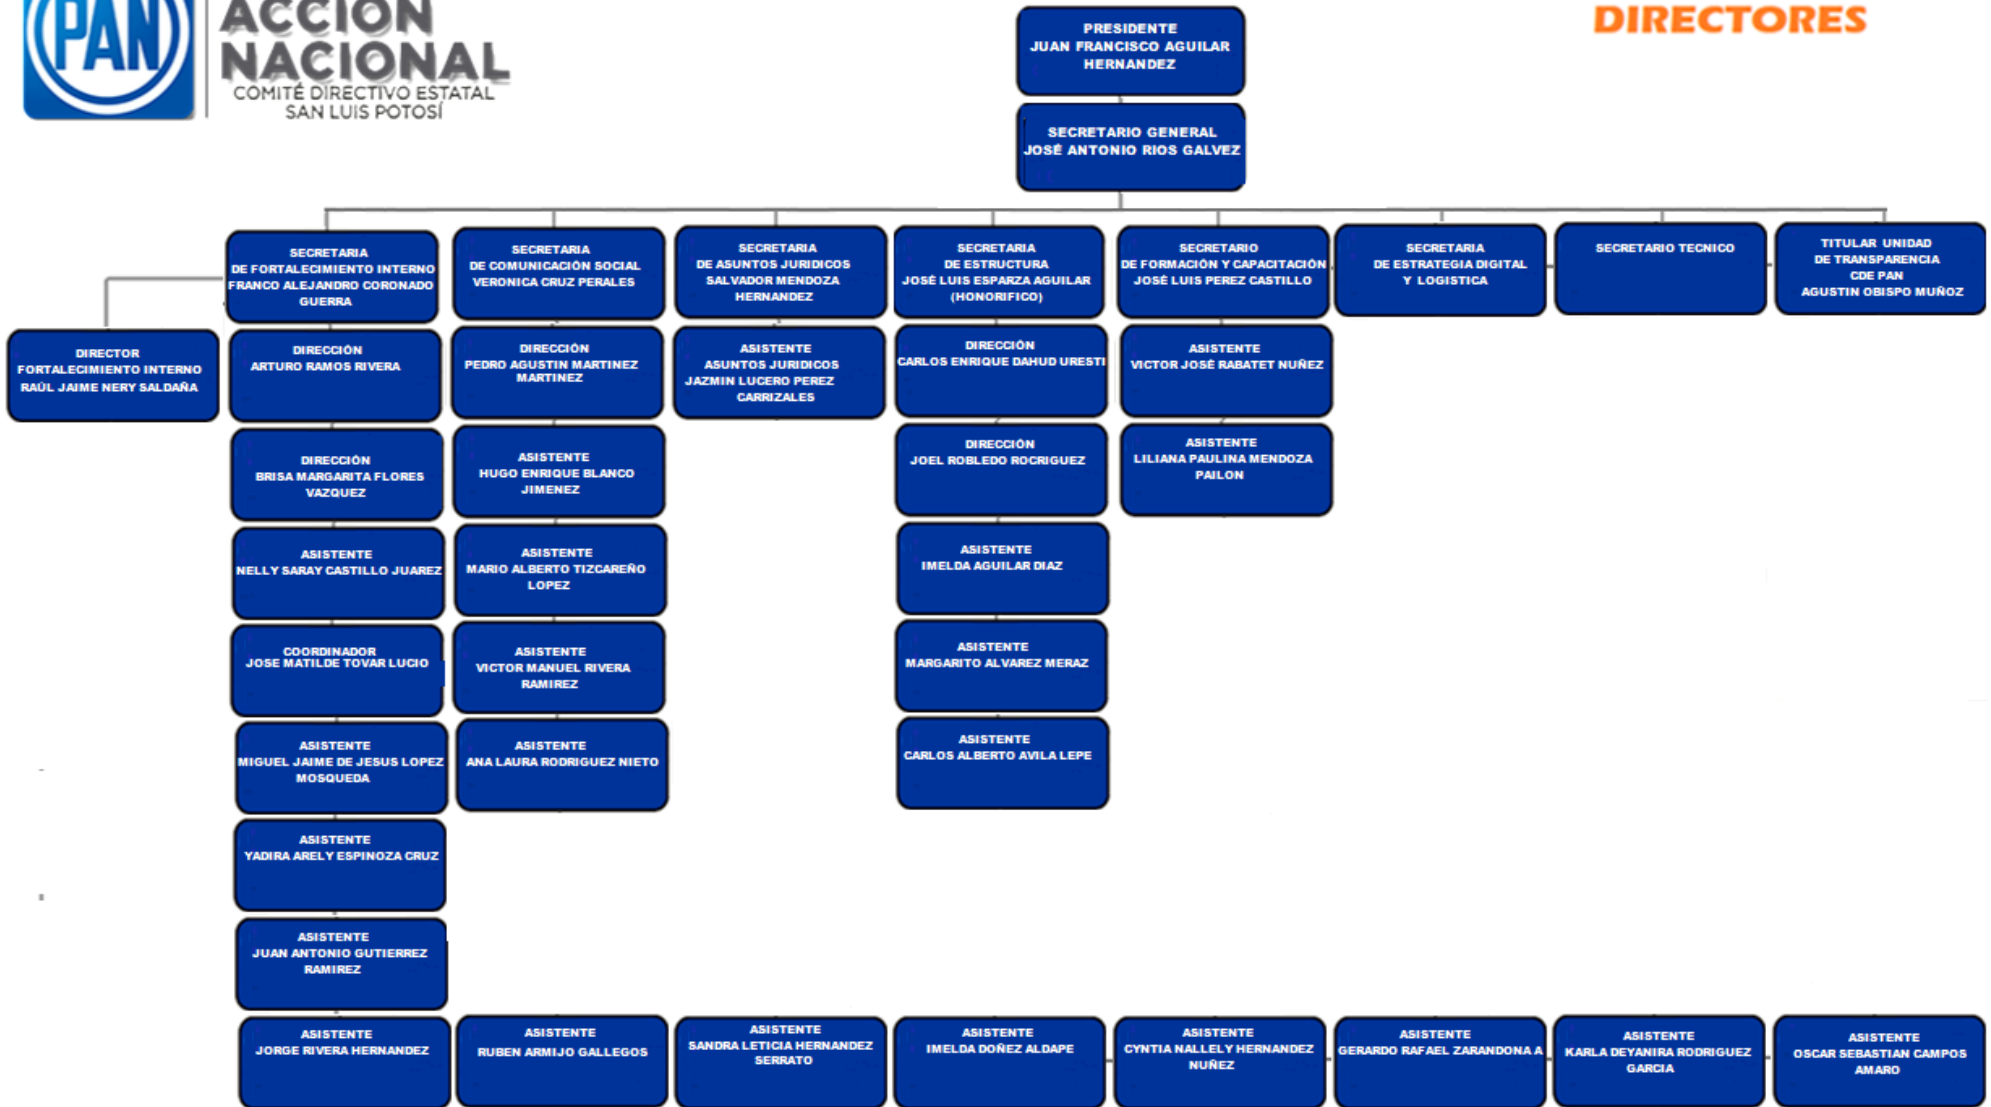 PAN
ACCIÓN
NACIONAL
COMITÉ DIRECTIVO ESTATAL
SAN LUIS POTOSÍ
DIRECTORES
PRESIDENTE
JUAN FRANCISCO AGUILAR
HERNANDEZ
SECRETARIO GENERAL
JOSÉ ANTONIO RIOS GALVEZ
SECRETARIA
DE FORTALECIMIENTO INTERNO
FRANCO ALEJANDRO CORONADO
GUERRA
SECRETARIA
DE COMUNICACIÓN SOCIAL
VERONICA CRUZ PERALES
SECRETARIA
DE ASUNTOS JURIDICOS
SALVADOR MENDOZA
HERNANDEZ
SECRETARIA
DE ESTRUCTURA
JOSÉ LUIS ESPARZA AGUILAR
(HONORIFICO)
SECRETARIO
DE FORMACIÓN Y CAPACITACIÓN
JOSÉ LUIS PEREZ CASTILLO
SECRETARIA
DE ESTRATEGIA DIGITAL
Y LOGISTICA
SECRETARIO TECNICO
TITULAR UNIDAD
DE TRANSPARENCIA
CDE PAN
AGUSTIN OBISPO MUÑOZ
DIRECTOR
FORTALECIMIENTO INTERNO
RAÚL JAIME NERY SALDAÑA
DIRECCIÓN
ARTURO RAMOS RIVERA
DIRECCIÓN
PEDRO AGUSTIN MARTINEZ
MARTINEZ
ASISTENTE
ASUNTOS JURIDICOS
JAZMIN LUCERO PEREZ
CARRIZALES
DIRECCIÓN
CARLOS ENRIQUE DAHUD URESTI
ASISTENTE
VICTOR JOSÉ RABATET NUÑEZ
DIRECCIÓN
BRISA MARGARITA FLORES
VAZQUEZ
ASISTENTE
HUGO ENRIQUE BLANCO
JIMENEZ
DIRECCIÓN
JOEL ROBLEDO ROCRIGUEZ
ASISTENTE
LILIANA PAULINA MENDOZA
PAILON
ASISTENTE
NELLY SARAY CASTILLO JUAREZ
ASISTENTE
MARIO ALBERTO TIZCAREÑO
LOPEZ
ASISTENTE
IMELDA AGUILAR DIAZ
COORDINADOR
JOSE MATILDE TOVAR LUCIO
ASISTENTE
VICTOR MANUEL RIVERA
RAMIREZ
ASISTENTE
MARGARITO ALVAREZ MERAZ
ASISTENTE
MIGUEL JAIME DE JESUS LOPEZ
MOSQUEDA
ASISTENTE
ANA LAURA RODRIGUEZ NIETO
ASISTENTE
CARLOS ALBERTO AVILA LEPE
ASISTENTE
YADIRA ARELY ESPINOZA CRUZ
ASISTENTE
JUAN ANTONIO GUTIERREZ
RAMIREZ
ASISTENTE
JORGE RIVERA HERNANDEZ
ASISTENTE
RUBEN ARMIJO GALLEGOS
ASISTENTE
SANDRA LETICIA HERNANDEZ
SERRATO
ASISTENTE
IMELDA DOÑEZ ALDAPE
ASISTENTE
CYNTIA NALLELY HERNANDEZ
NUÑEZ
ASISTENTE
GERARDO RAFAEL ZARANDONA A
ASISTENTE
KARLA DEYANIRA RODRIGUEZ
GARCIA
ASISTENTE
OSCAR SEBASTIAN CAMPOS
AMARO